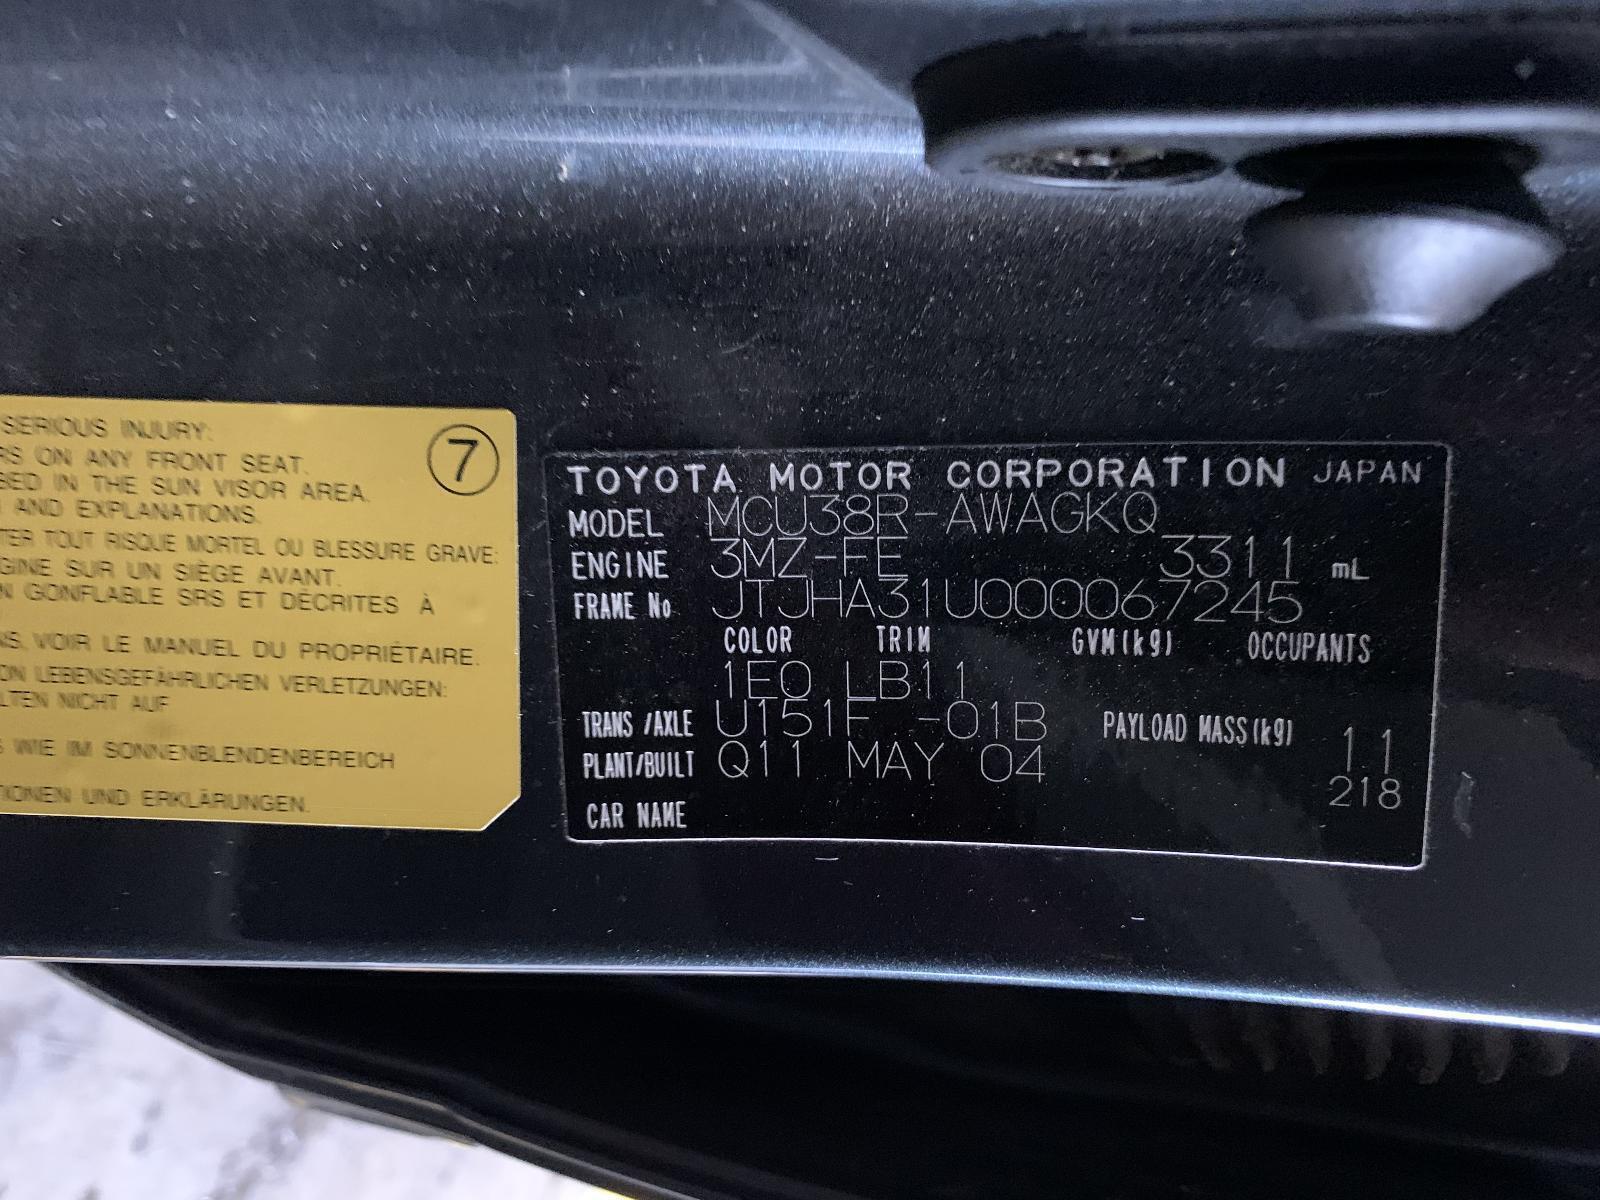 SERIOUS INJURY:
7
RS ON ANY FRONT SEAT.
BED IN THE SUN VISOR AREA.
AND EXPLANATIONS.
TER TOUT RISQUE MORTEL OU BLESSURE GRAVE:
GINE SUR UN SIÈGE AVANT.
N GONFLABLE SRS ET DÉCRITES À
NS. VOIR LE MANUEL DU PROPRIÉTAIRE.
ON LEBENSGEFÄHRLICHEN VERLETZUNGEN:
LTEN NICHT AUF
S WIE IM SONNENBLENDENBEREICH
TIONEN UND ERKLÄRUNGEN.
TOYOTA MOTOR CORPORATION JAPAN
MODEL MCU38R-AWAGKQ
ENGINE 3MZ-FE 3311 mL
FRAME No JTJHA31U000067245
COLOR TRIM GVM(kg) OCCUPANTS
1E0 LB11
TRANS/AXLE U151F -01B PAYLOAD MASS(kg) 11
PLANT/BUILT Q11 MAY 04 218
CAR NAME